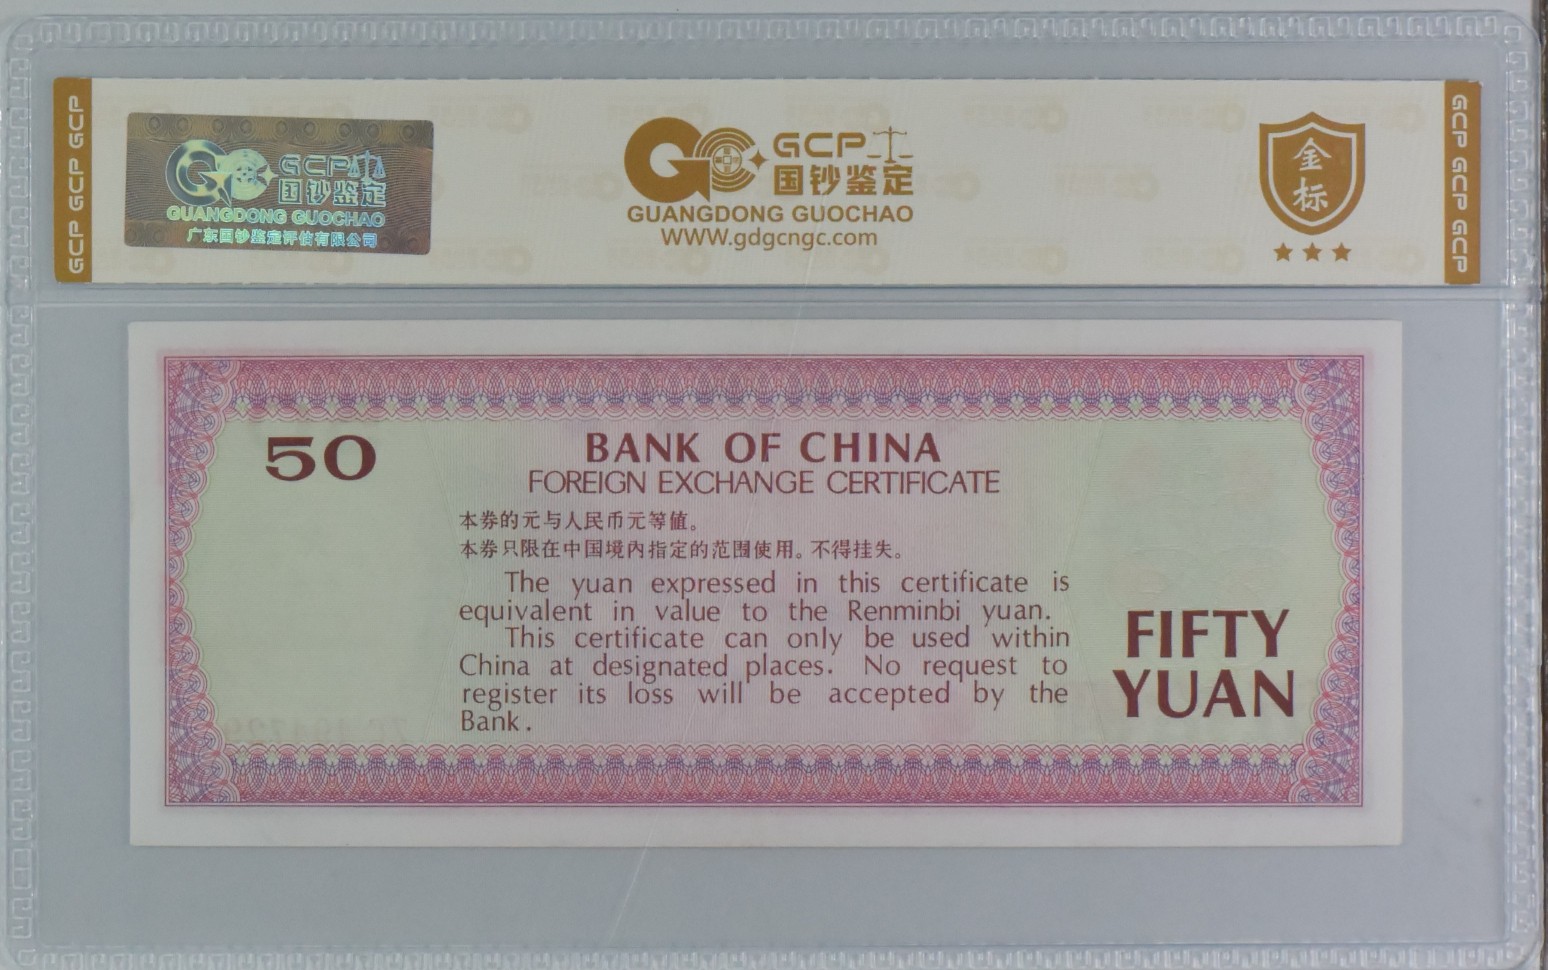 GCP GCP GCP
GCP
国钞鉴定
GUANGDONG GUOCHAO
广东国钞鉴定评估有限公司
GCP
国钞鉴定
GUANGDONG GUOCHAO
WWW.gdgcngc.com
金
标
GCP GCP GCP
50
BANK OF CHINA
FOREIGN EXCHANGE CERTIFICATE
本券的元与人民币元等值。
本券只限在中国境内指定的范围使用。不得挂失。
The yuan expressed in this certificate is
equivalent in value to the Renminbi yuan.
This certificate can only be used within
China at designated places. No request to
register its loss will be accepted by the
Bank.
FIFTY
YUAN